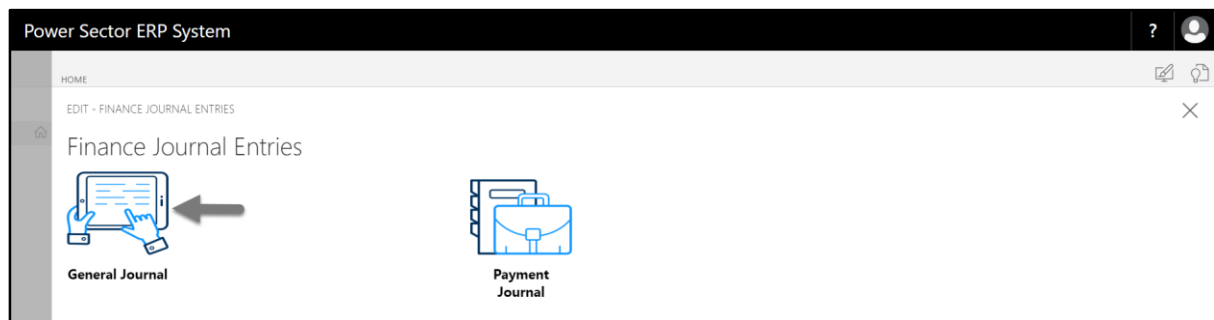 Power Sector ERP System
?
HOME
EDIT - FINANCE JOURNAL ENTRIES
Finance Journal Entries
General Journal
Payment
Journal